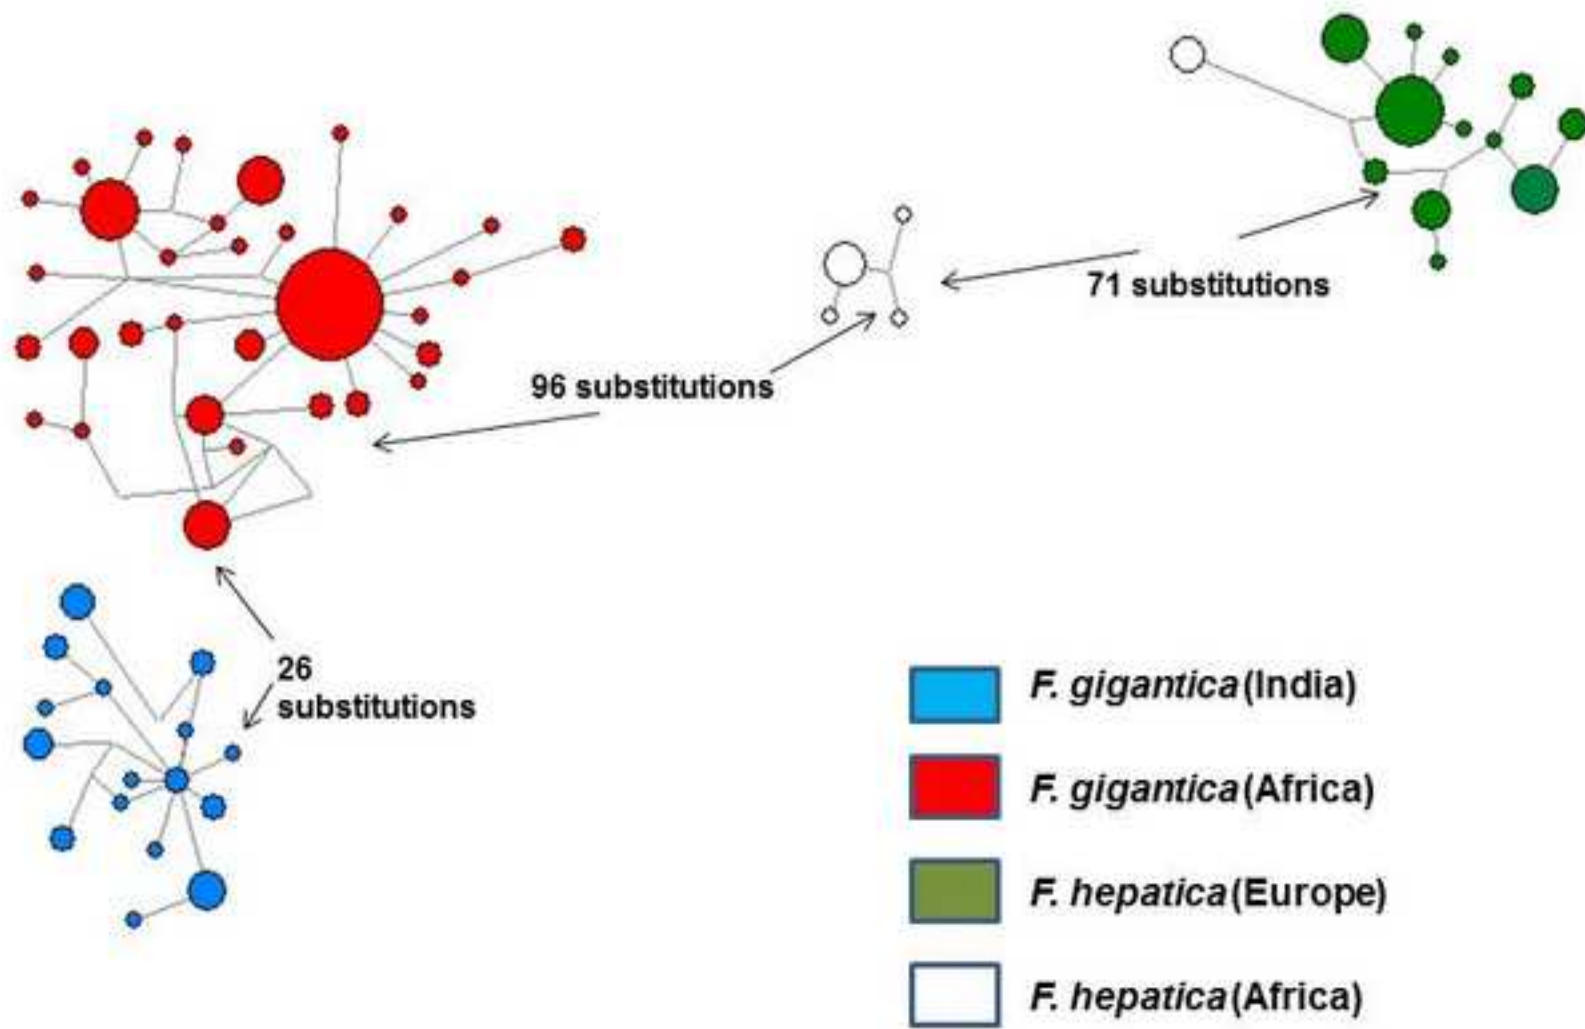 71 substitutions
96 substitutions
26
substitutions
F. gigantica(India)
F. gigantica(Africa)
F. hepatica(Europe)
F. hepatica(Africa)